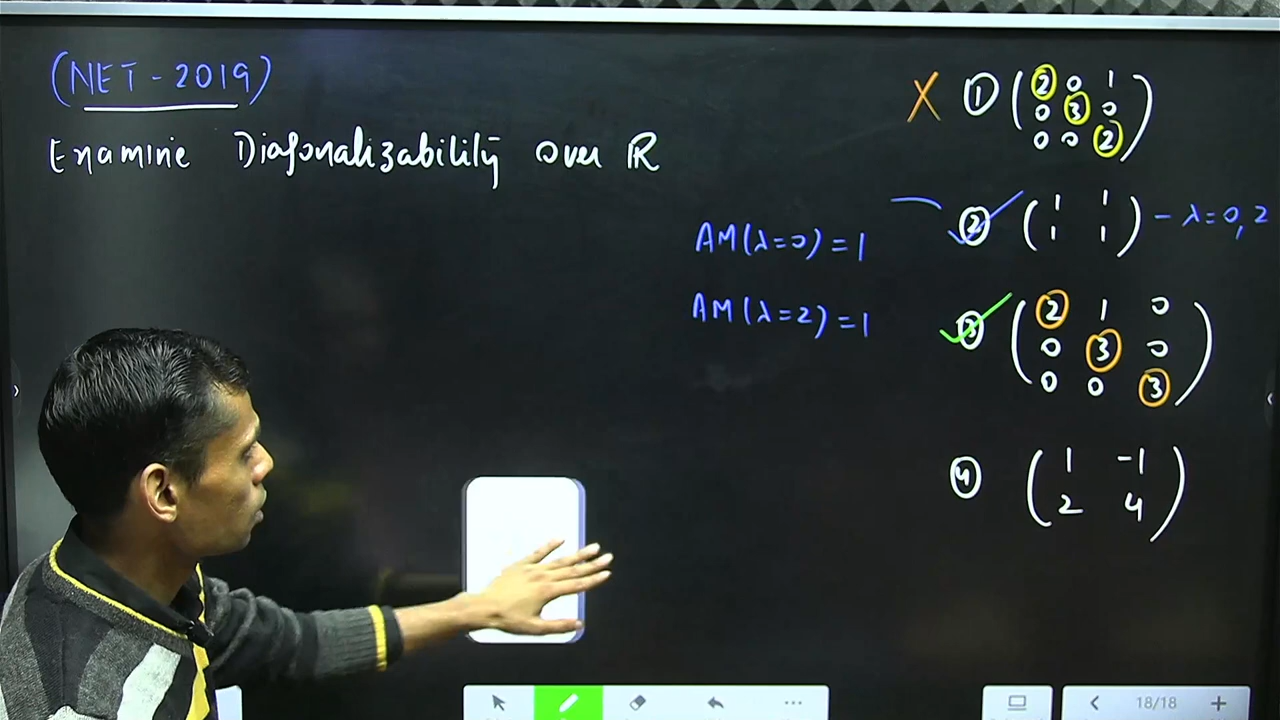 (NET - 2019)
Examine Diagonalizability over ℝ
X ① ( 2 0 1
0 3 0
0 0 2 )
AM(λ=0) = 1
② ( 1 1
1 1 ) - λ=0, 2
AM(λ=2) = 1
③ ( 2 1 0
0 3 0
0 0 3 )
④ ( 1 -1
2 4 )
18/18